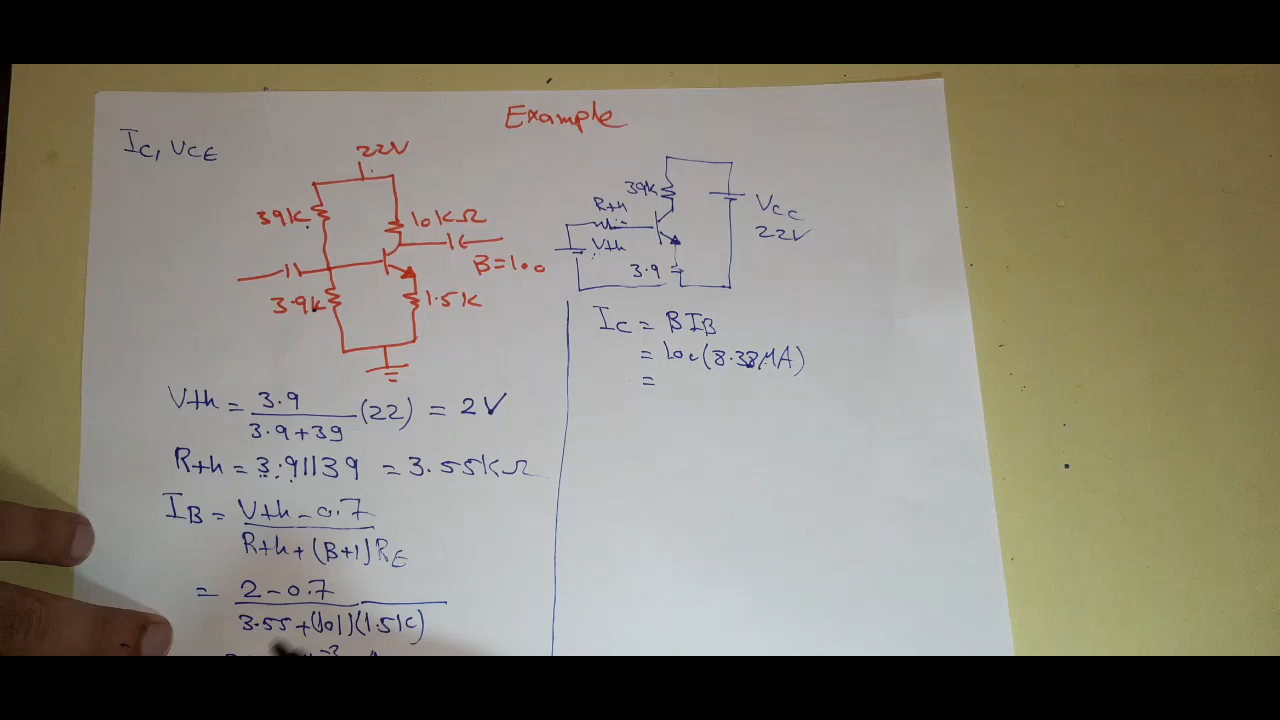 Example
IC, VCE
22V
39K
10KΩ
B=100
3.9K
1.5K
39K
Rth
Vth
VCC
22V
3.9
Vth = 3.9 / 3.9+39 (22) = 2V
Rth = 3.9||39 = 3.55KΩ
IB = Vth-0.7 / Rth+(B+1)RE
= 2-0.7 / 3.55+(101)(1.5K)
IC = BIB
= 100(8.38MA)
=